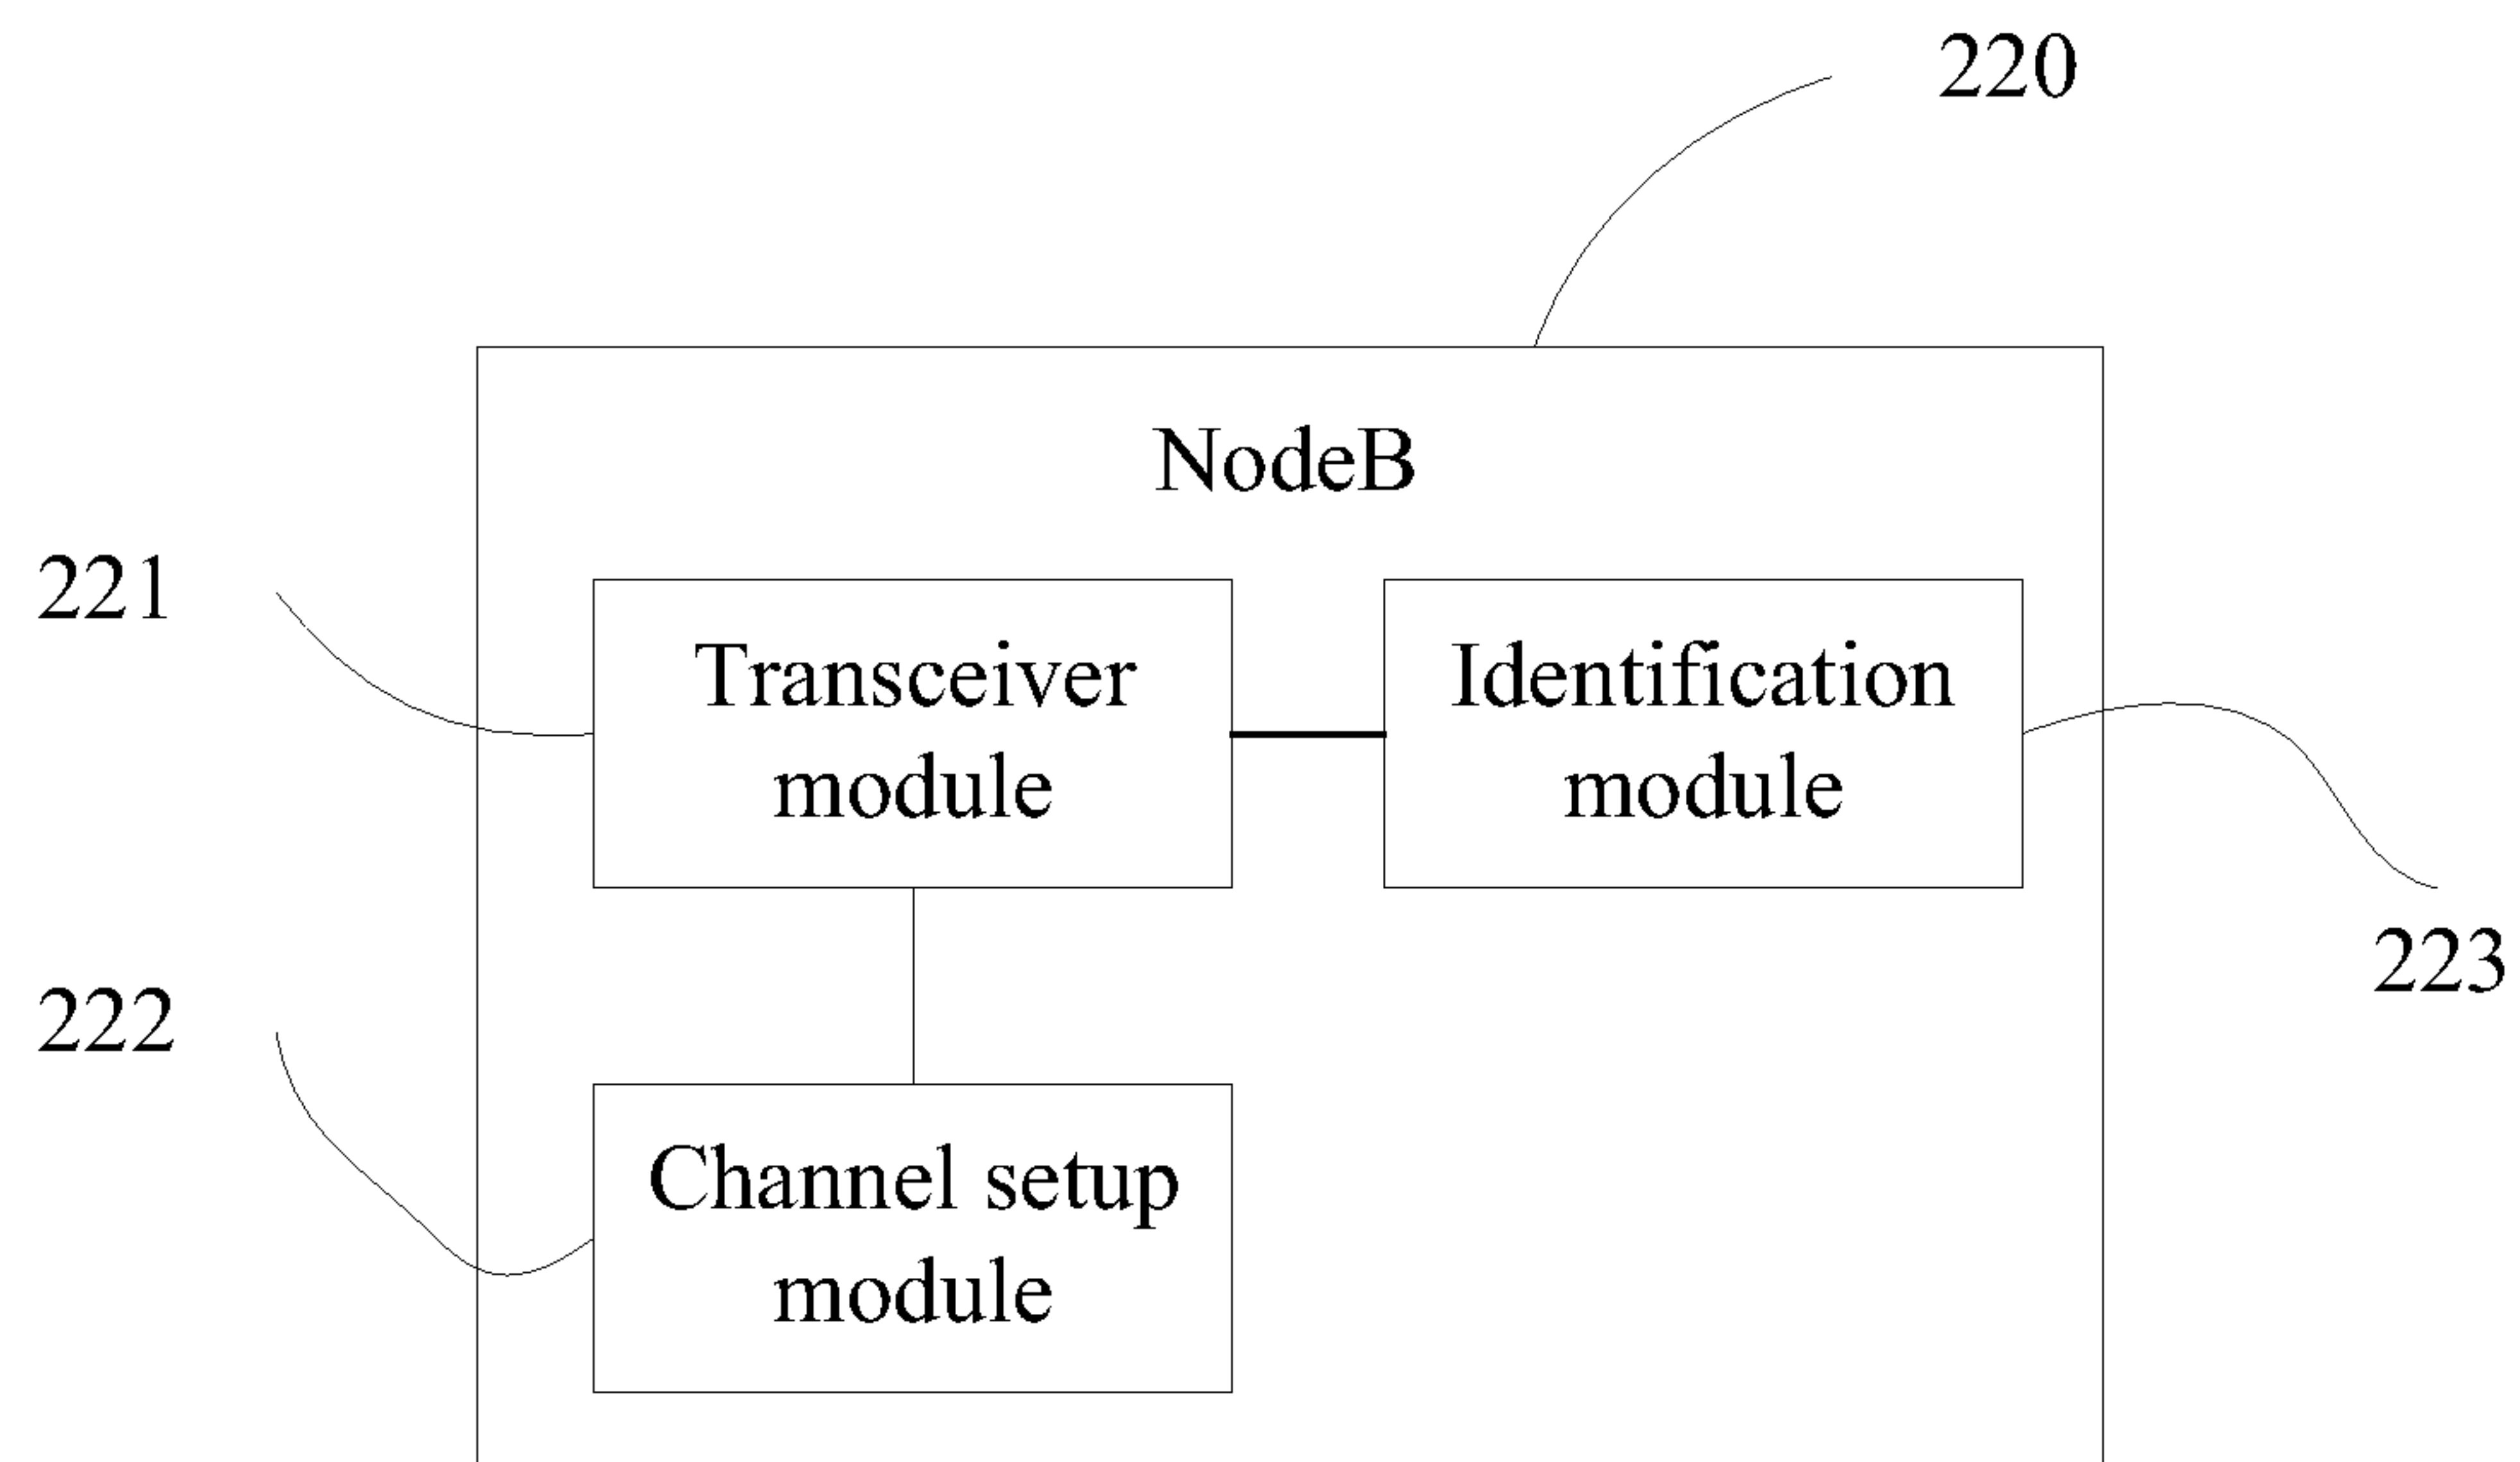 220
NodeB
221
Transceiver
module
Identification
module
223
222
Channel setup
module